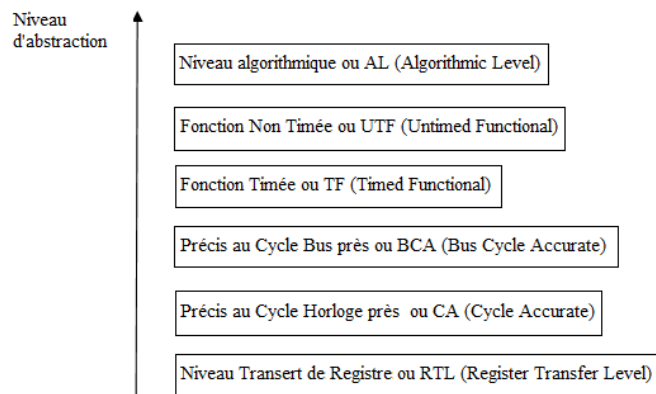 Niveau
d'abstraction
Niveau algorithmique ou AL (Algorithmic Level)
Fonction Non Timée ou UTF (Untimed Functional)
Fonction Timée ou TF (Timed Functional)
Précis au Cycle Bus près ou BCA (Bus Cycle Accurate)
Précis au Cycle Horloge près ou CA (Cycle Accurate)
Niveau Transert de Registre ou RTL (Register Transfer Level)